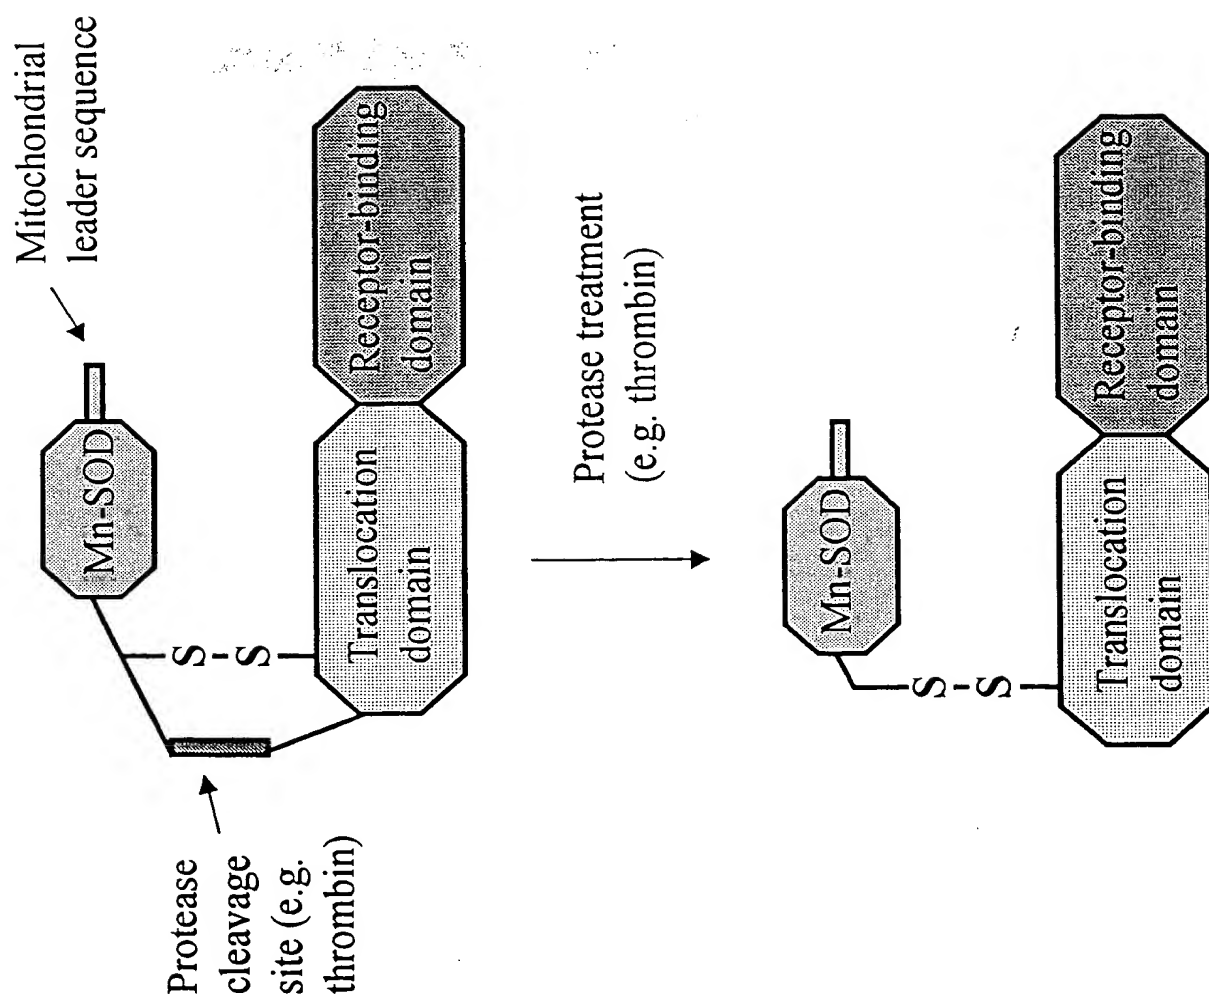 Mitochondrial
leader sequence
Mn-SOD
S-S
Protease
cleavage
site (e.g.
thrombin)
Translocation
domain
Receptor-binding
domain
Protease treatment
(e.g. thrombin)
Mn-SOD
S-S
Translocation
domain
Receptor-binding
domain